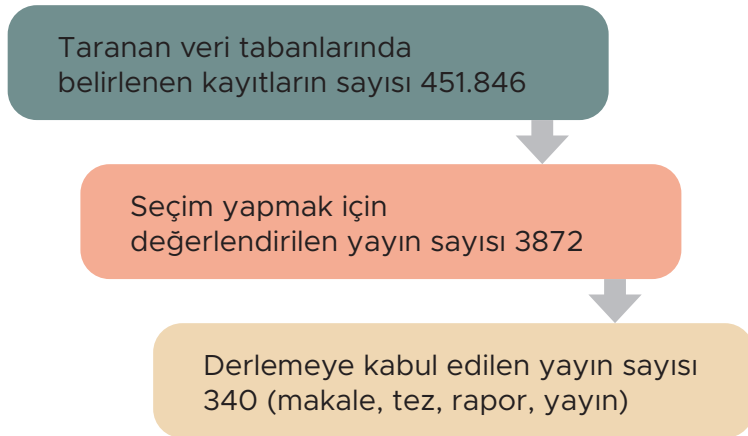 Taranan veri tabanlarında
belirlenen kayıtların sayısı 451.846
Seçim yapmak için
değerlendirilen yayın sayısı 3872
Derlemeye kabul edilen yayın sayısı
340 (makale, tez, rapor, yayın)